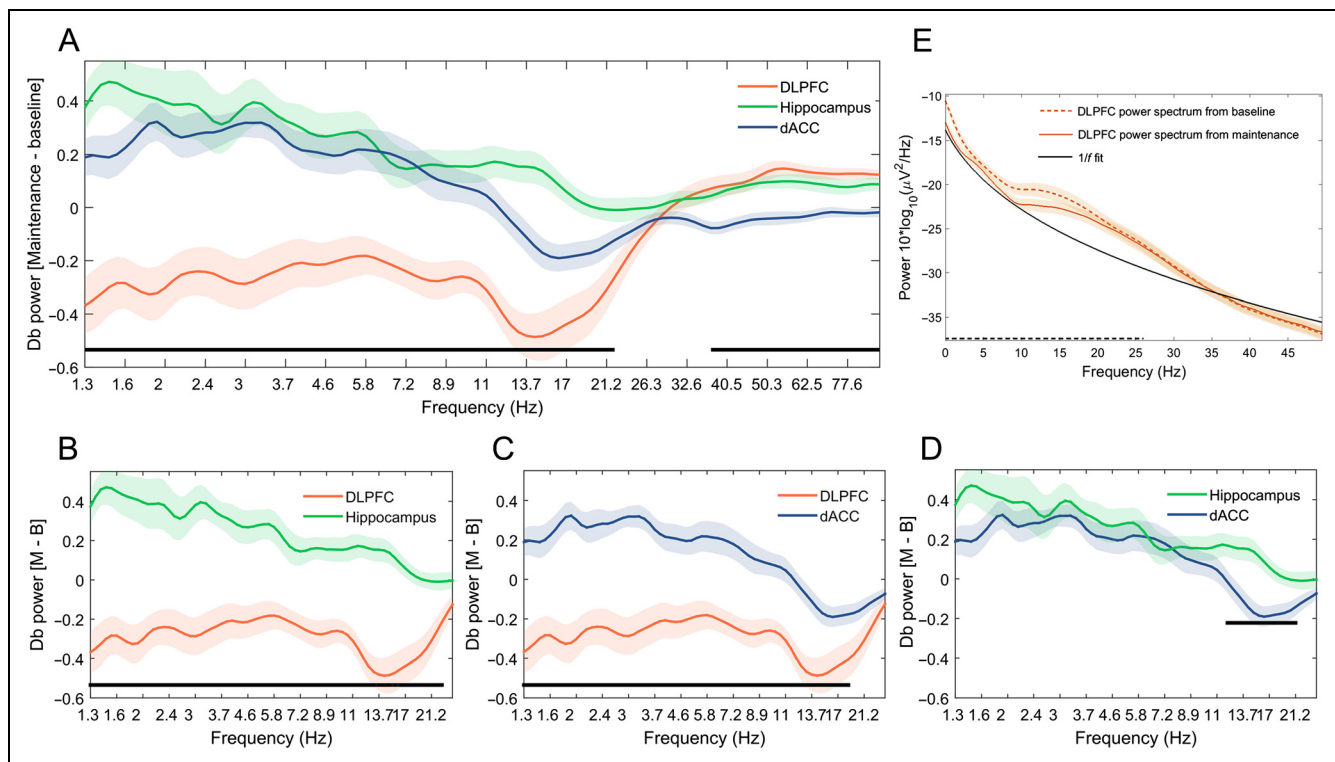 A
Db power [Maintenance - baseline]
0.4
0.2
0
−0.2
−0.4
−0.6
DLPFC
Hippocampus
dACC
1.3 1.6 2 2.4 3 3.7 4.6 5.8 7.2 8.9 11 13.7 17 21.2 26.3 32.6 40.5 50.3 62.5 77.6
Frequency (Hz)
E
Power 10*log10(μV2/Hz)
−10
−15
−20
−25
−30
−35
DLPFC power spectrum from baseline
DLPFC power spectrum from maintenance
1/f fit
0 5 10 15 20 25 30 35 40 45
Frequency (Hz)
B
Db power [M - B]
0.4
0.2
0
−0.2
−0.4
−0.6
DLPFC
Hippocampus
1.3 1.6 2 2.4 3 3.7 4.6 5.8 7.2 8.9 11 13.7 17 21.2
Frequency (Hz)
C
Db power [M - B]
0.4
0.2
0
−0.2
−0.4
−0.6
DLPFC
dACC
1.3 1.6 2 2.4 3 3.7 4.6 5.8 7.2 8.9 11 13.7 17 21.2
Frequency (Hz)
D
Db power [M - B]
0.4
0.2
0
−0.2
−0.4
−0.6
Hippocampus
dACC
1.3 1.6 2 2.4 3 3.7 4.6 5.8 7.2 8.9 11 13.7 17 21.2
Frequency (Hz)